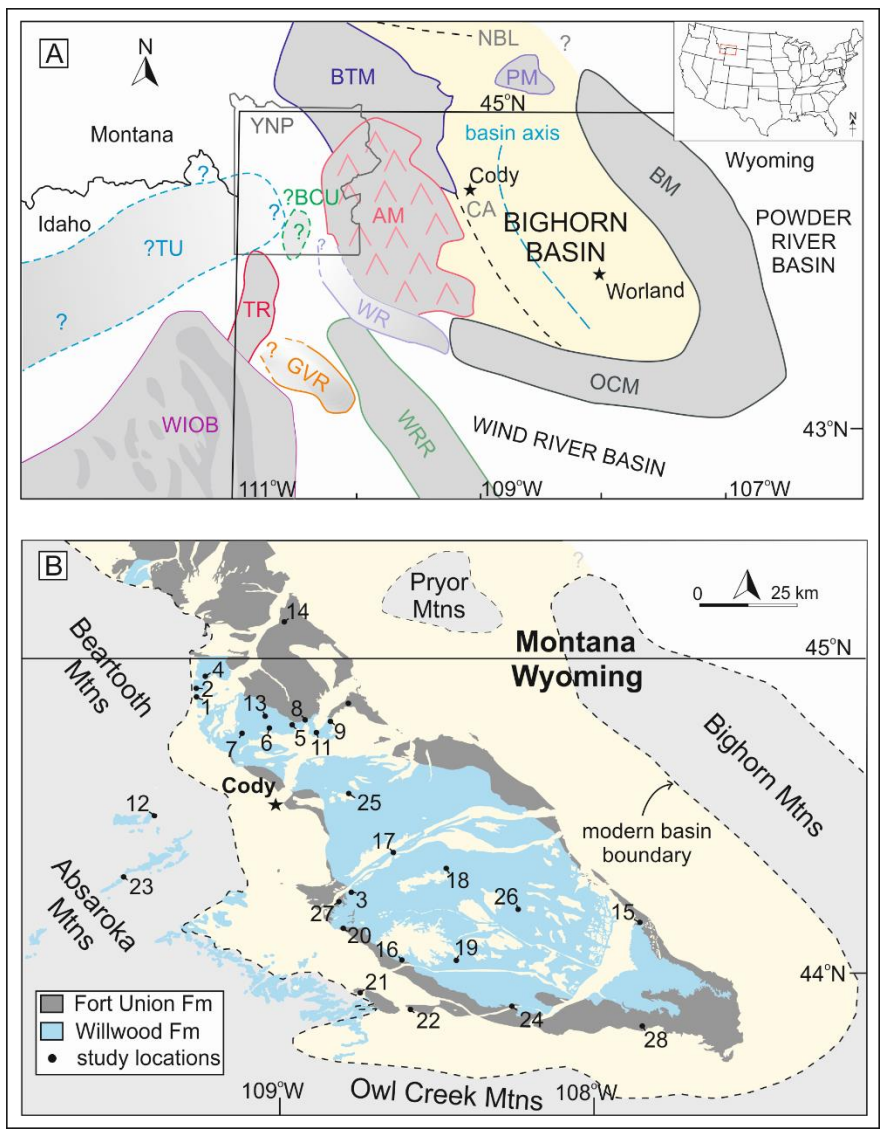 A
N
NBL
?
BTM
PM
45°N
YNP
Montana
basin axis
Wyoming
N
?
Cody
BM
Idaho
?
?BCU
CA
AM
?
BIGHORN
BASIN
POWDER
RIVER
BASIN
?TU
?
Worland
TR
WR
?
?
GVR
OCM
WIOB
WRR
WIND RIVER BASIN
43°N
111°W
109°W
107°W
B
?
Pryor
Mtns
0 25 km
14
Montana
45°N
Wyoming
Beartooth
Mtns
4
2
1
13
8
7
6
5
11
9
Bighorn Mtns
Cody
25
12
modern basin
boundary
17
18
Absaroka
Mtns
23
3
26
27
15
20
16
19
44°N
21
22
24
28
Fort Union Fm
Willwood Fm
study locations
Owl Creek Mtns
109°W
108°W